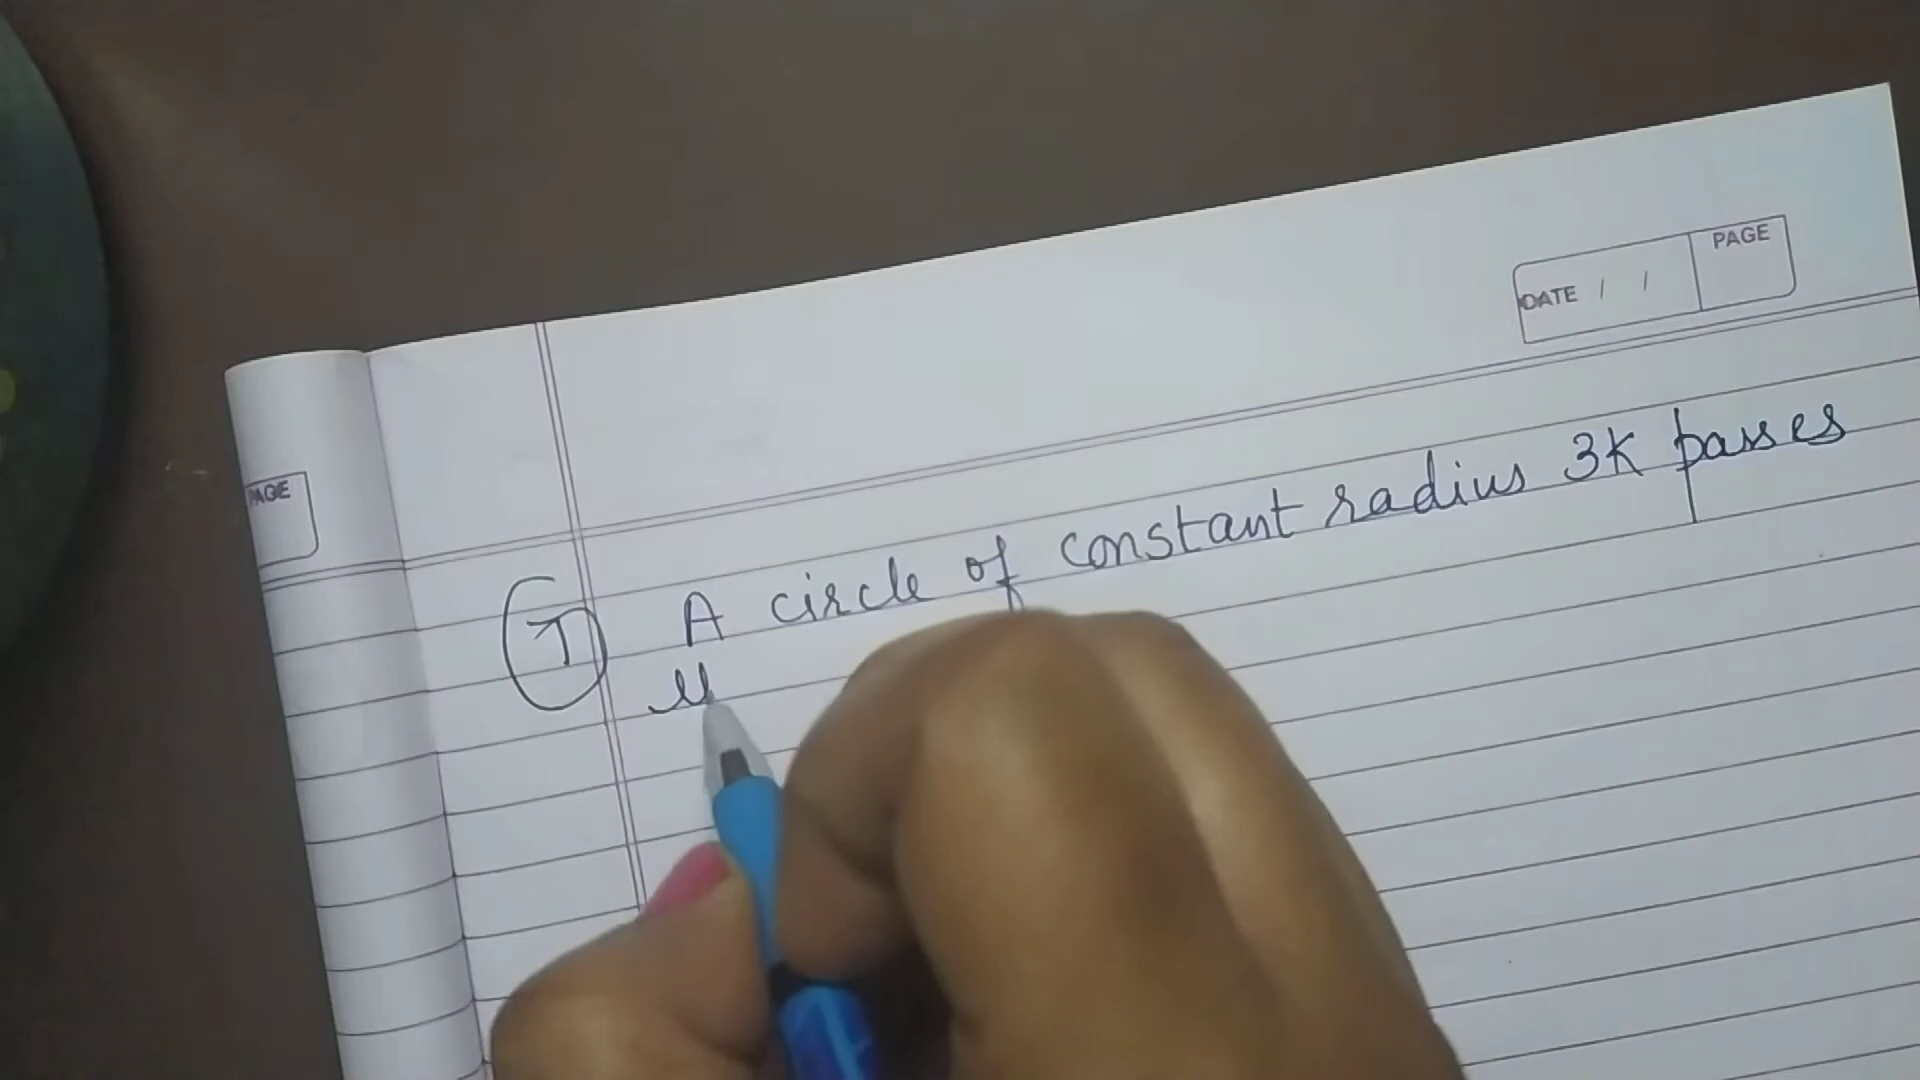 DATE / / PAGE
PAGE
7 A circle of constant radius 3K passes